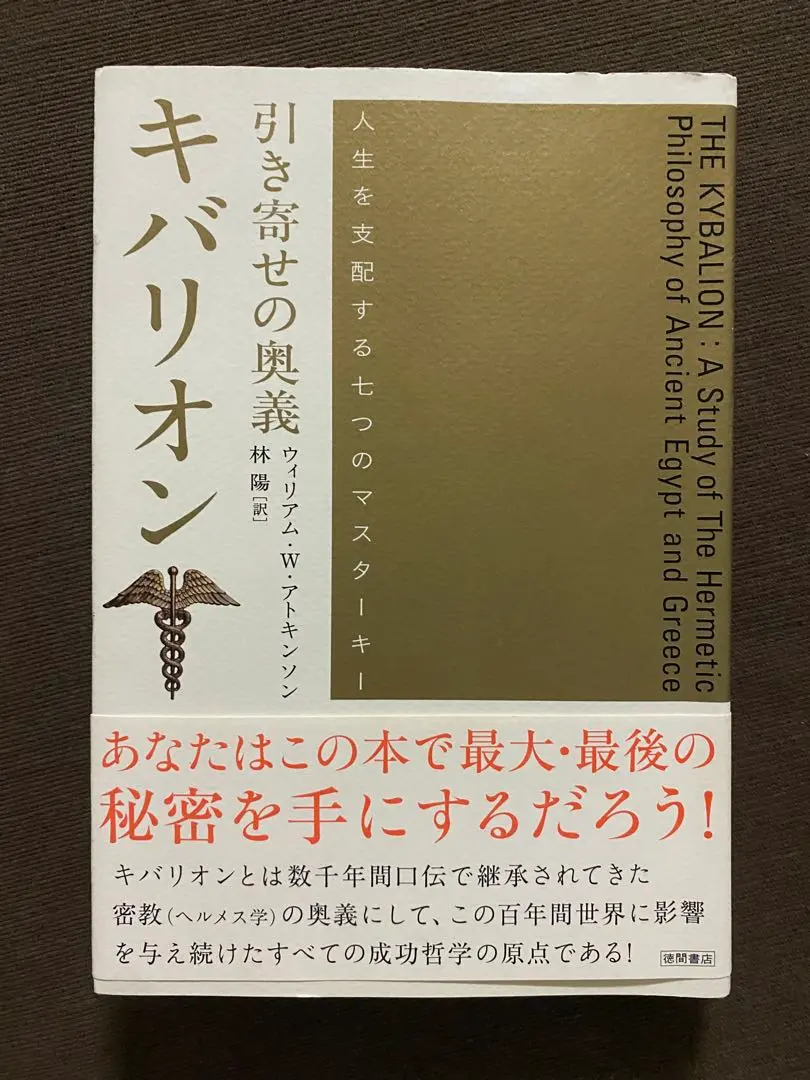 THE KYBALION : A Study of The Hermetic
Philosophy of Ancient Egypt and Greece
人生を支配する七つのマスターキー
引き寄せの奥義
キバリオン
ウィリアム・W・アトキンソン
林 陽[訳]
あなたはこの本で最大・最後の
秘密を手にするだろう!
キバリオンとは数千年間口伝で継承されてきた
密教(ヘルメス学)の奥義にして、この百年間世界に影響
を与え続けたすべての成功哲学の原点である!
徳間書店